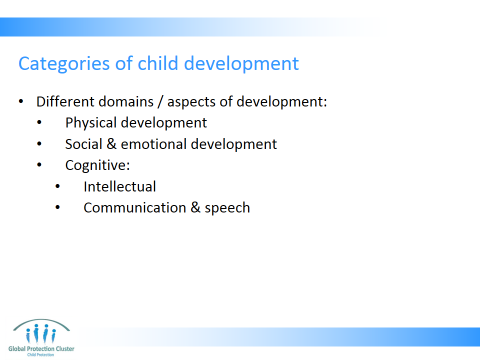 Categories of child development
• Different domains / aspects of development:
• Physical development
• Social & emotional development
• Cognitive:
• Intellectual
• Communication & speech
Global Protection Cluster
Child Protection